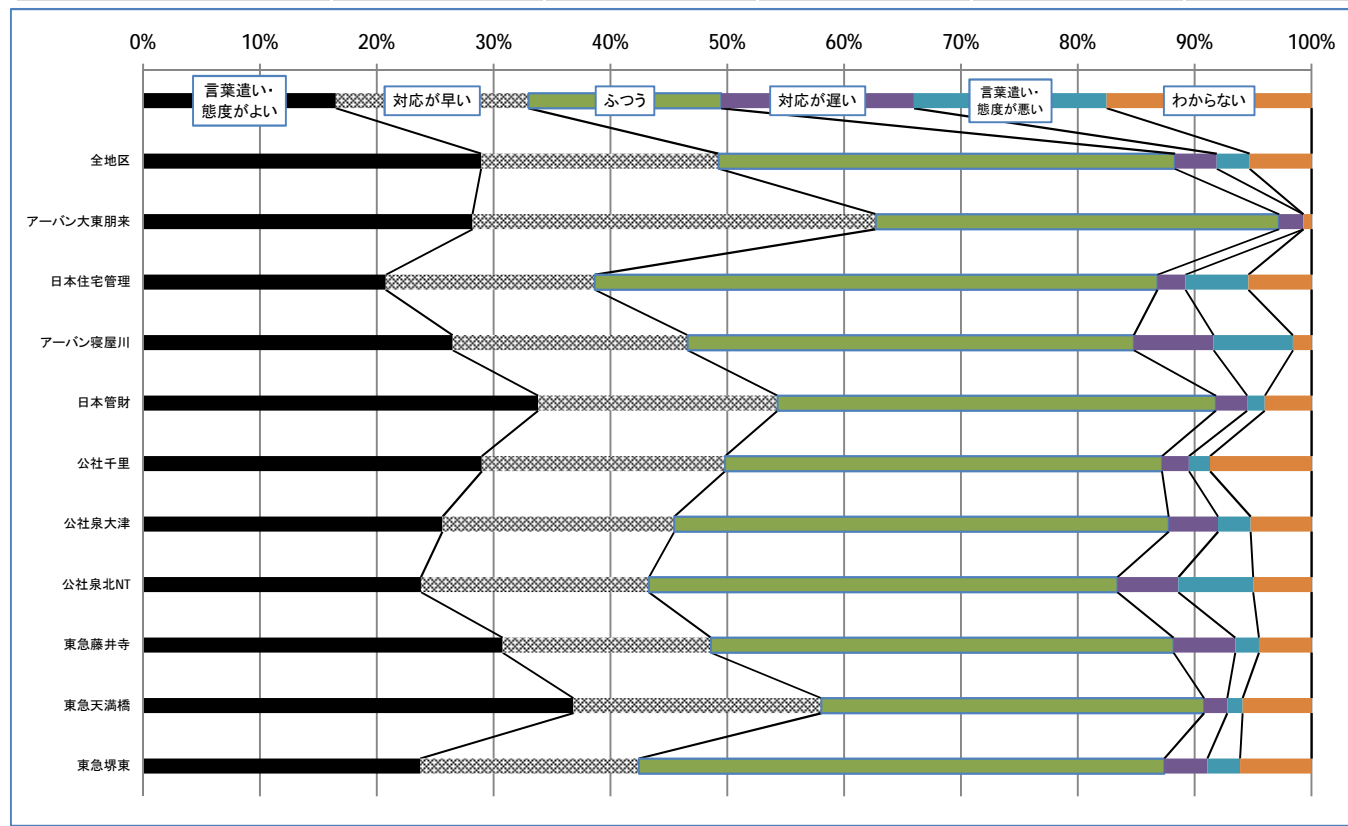 0% 10% 20% 30% 40% 50% 60% 70% 80% 90% 100%
言葉遣い・
態度がよい
対応が早い
ふつう
対応が遅い
言葉遣い・
態度が悪い
わからない
全地区
アーバン大東朋来
日本住宅管理
アーバン寝屋川
日本管財
公社千里
公社泉大津
公社泉北NT
東急藤井寺
東急天満橋
東急堺東